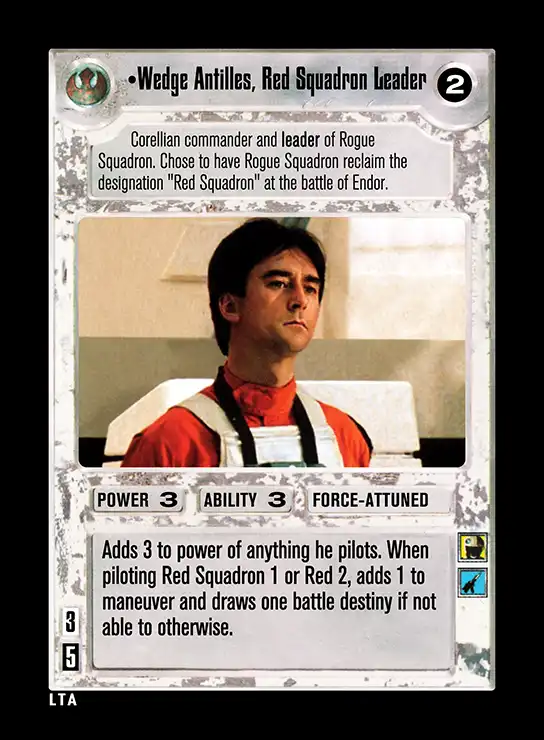 •Wedge Antilles, Red Squadron Leader
2
Corellian commander and leader of Rogue
Squadron. Chose to have Rogue Squadron reclaim the
designation "Red Squadron" at the battle of Endor.
POWER 3 ABILITY 3 FORCE-ATTUNED
Adds 3 to power of anything he pilots. When
piloting Red Squadron 1 or Red 2, adds 1 to
maneuver and draws one battle destiny if not
able to otherwise.
3
5
LTA